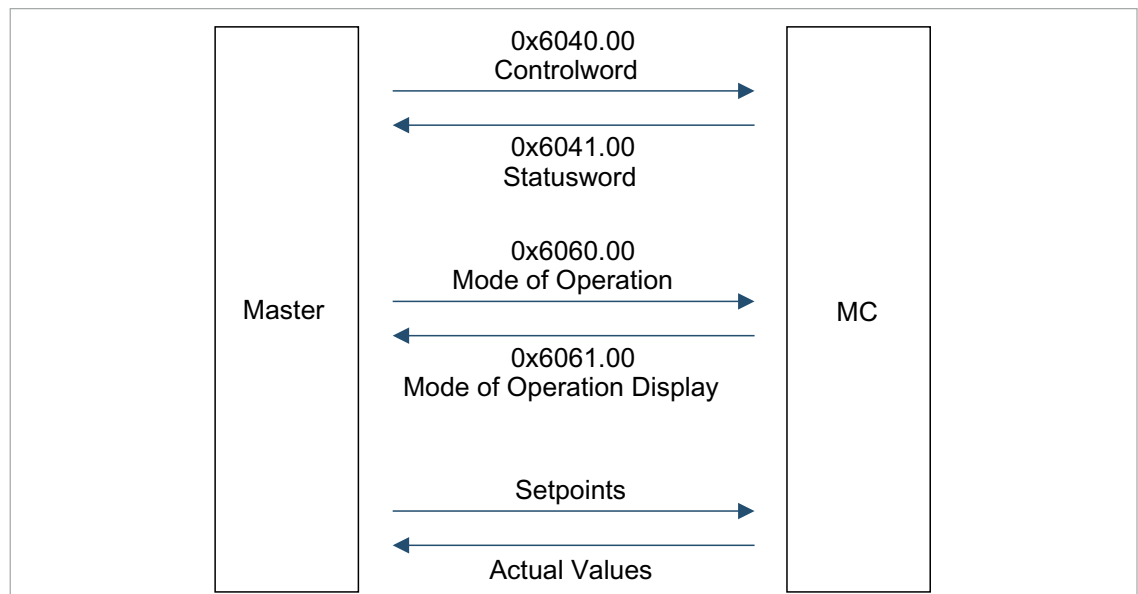 0x6040.00
Controlword
0x6041.00
Statusword
0x6060.00
Mode of Operation
Master
MC
0x6061.00
Mode of Operation Display
Setpoints
Actual Values